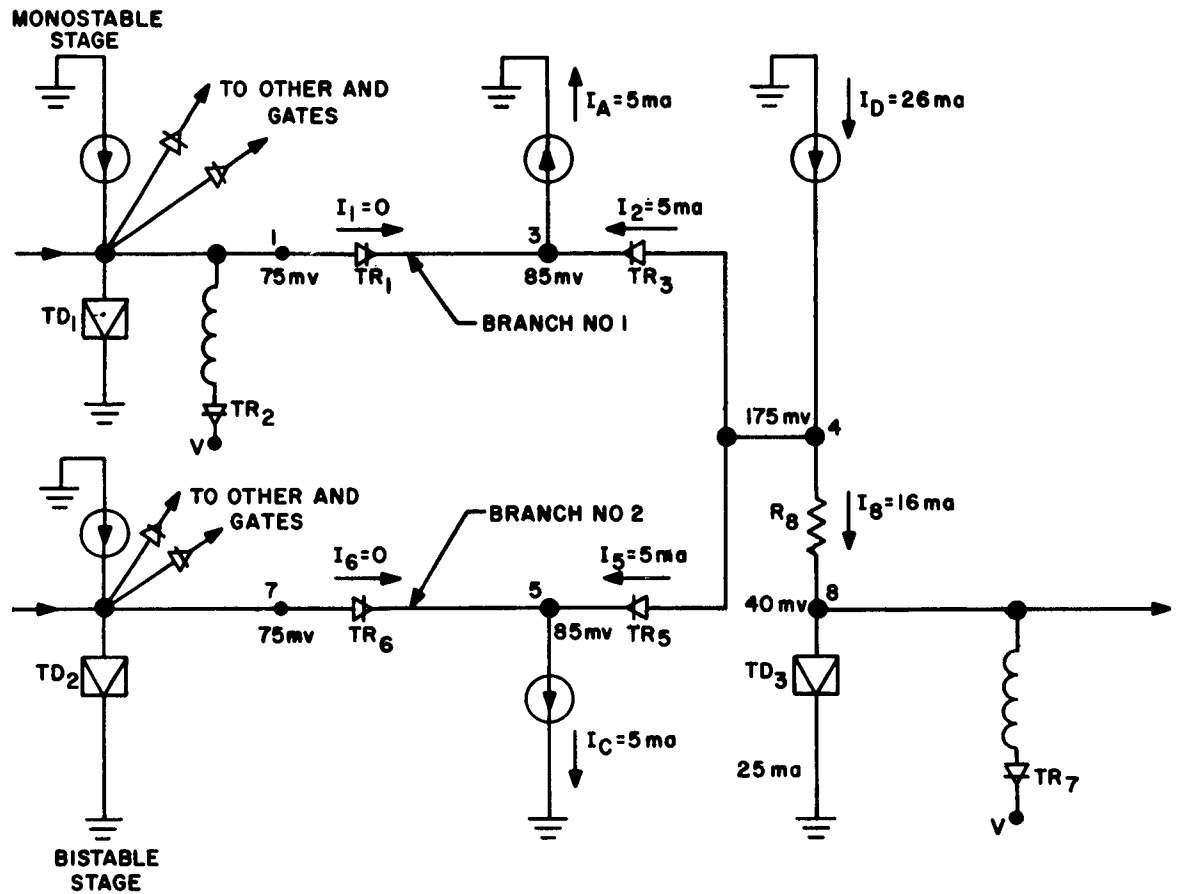 MONOSTABLE
STAGE
TO OTHER AND
GATES
I_A=5ma
I_D=26ma
I_1=0
I_2=5ma
1
3
75mv
TR_1
85mv
TR_3
TD_1
BRANCH NO 1
TR_2
V
175mv
4
TO OTHER AND
GATES
BRANCH NO 2
R_8
I_8=16ma
I_6=0
I_5=5ma
7
5
40mv
8
75mv
TR_6
85mv
TR_5
TD_2
TD_3
I_C=5ma
25ma
TR_7
V
BISTABLE
STAGE